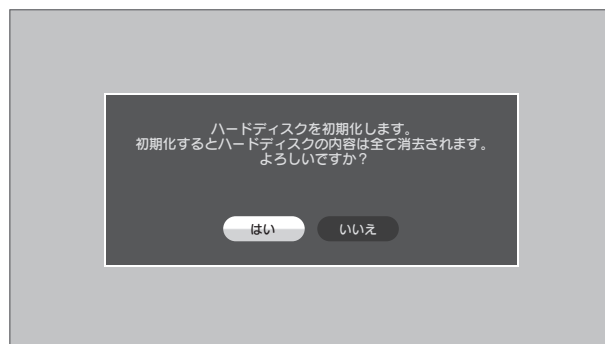 ハードディスクを初期化します。
初期化するとハードディスクの内容は全て消去されます。
よろしいですか？
はい
いいえ